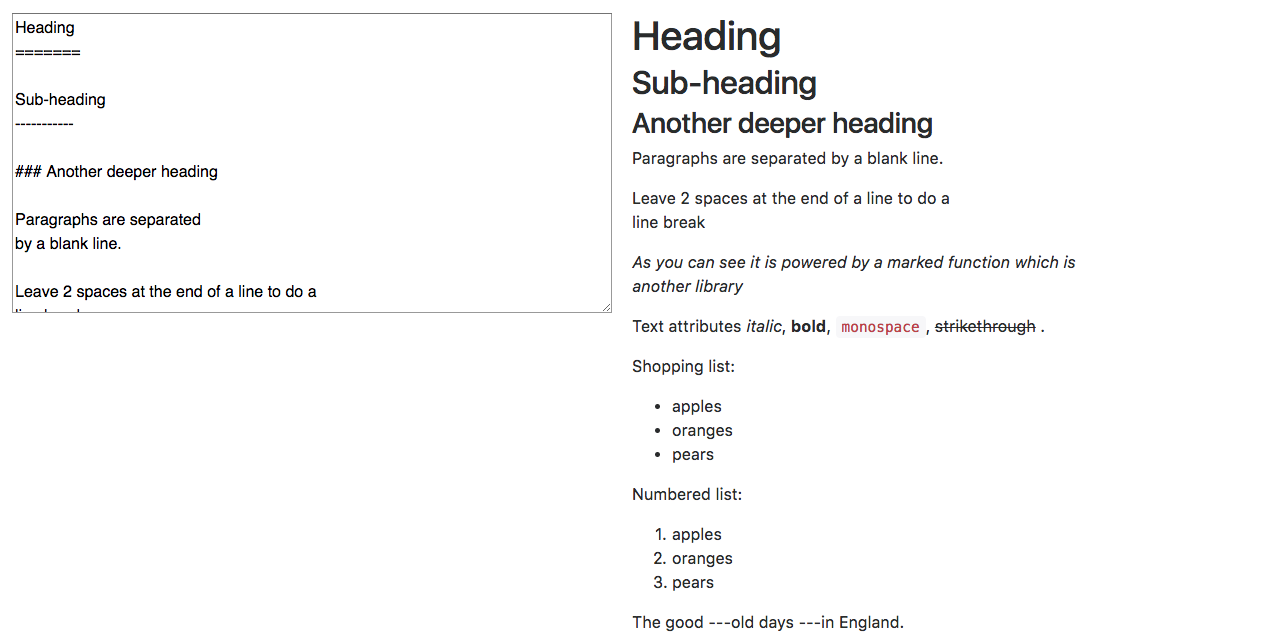 Heading
=======
Sub-heading
-----------
### Another deeper heading
Paragraphs are separated
by a blank line.
Leave 2 spaces at the end of a line to do a
Heading
Sub-heading
Another deeper heading
Paragraphs are separated by a blank line.
Leave 2 spaces at the end of a line to do a
line break
As you can see it is powered by a marked function which is
another library
Text attributes italic, bold, monospace, strikethrough .
Shopping list:
• apples
• oranges
• pears
Numbered list:
1. apples
2. oranges
3. pears
The good ---old days ---in England.